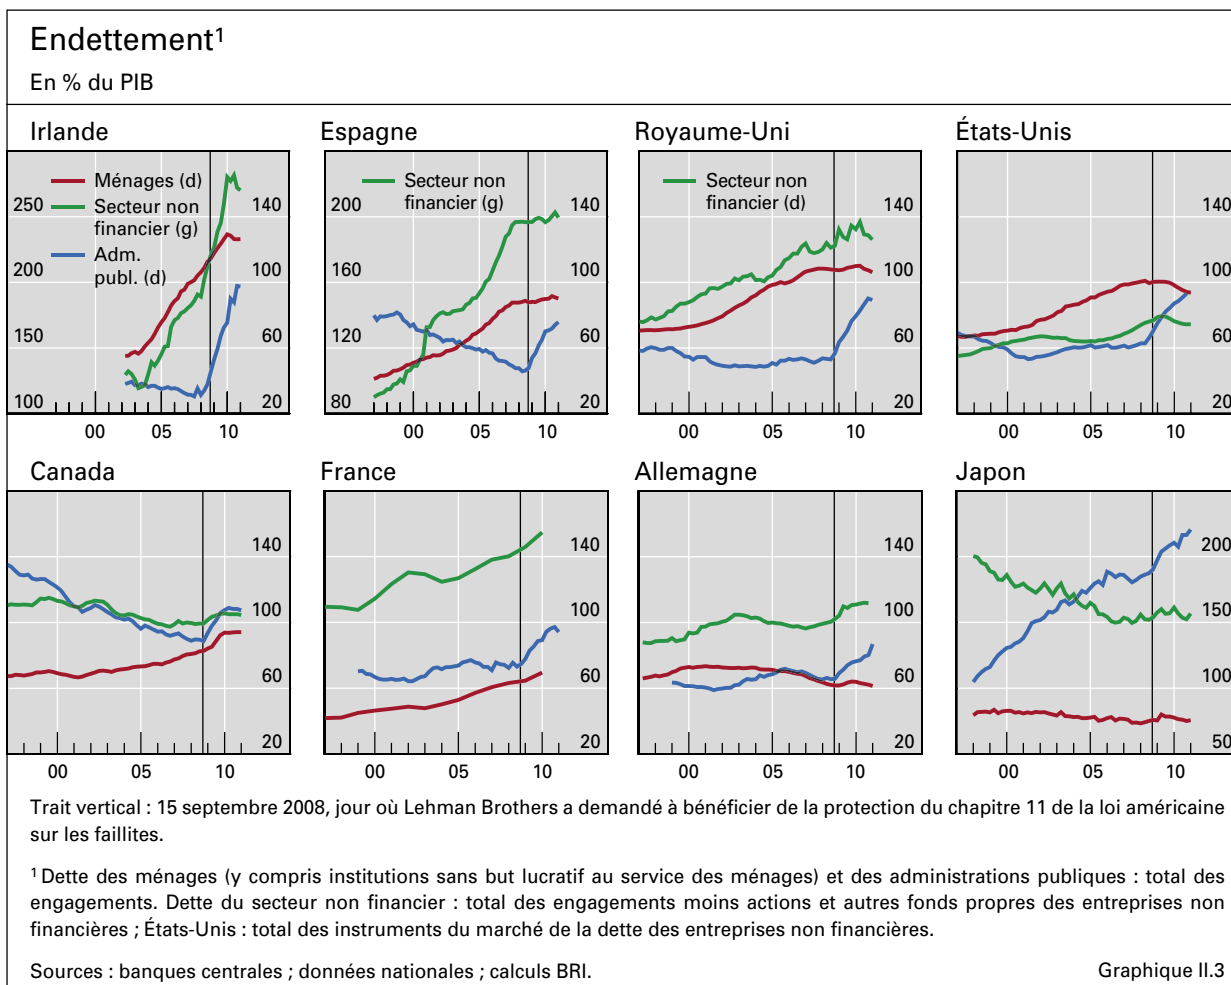 Endettement¹
En % du PIB
Irlande
Ménages (d)
Secteur non
financier (g)
Adm.
publ. (d)
250
200
150
100
140
100
60
20
00 05 10
Espagne
Secteur non
financier (g)
200
160
120
80
140
100
60
20
00 05 10
Royaume-Uni
Secteur non
financier (d)
140
100
60
20
00 05 10
États-Unis
140
100
60
20
00 05 10
Canada
140
100
60
20
00 05 10
France
140
100
60
20
00 05 10
Allemagne
140
100
60
20
00 05 10
Japon
200
150
100
50
00 05 10
Trait vertical : 15 septembre 2008, jour où Lehman Brothers a demandé à bénéficier de la protection du chapitre 11 de la loi américaine
sur les faillites.
¹ Dette des ménages (y compris institutions sans but lucratif au service des ménages) et des administrations publiques : total des
engagements. Dette du secteur non financier : total des engagements moins actions et autres fonds propres des entreprises non
financières ; États-Unis : total des instruments du marché de la dette des entreprises non financières.
Sources : banques centrales ; données nationales ; calculs BRI.
Graphique II.3